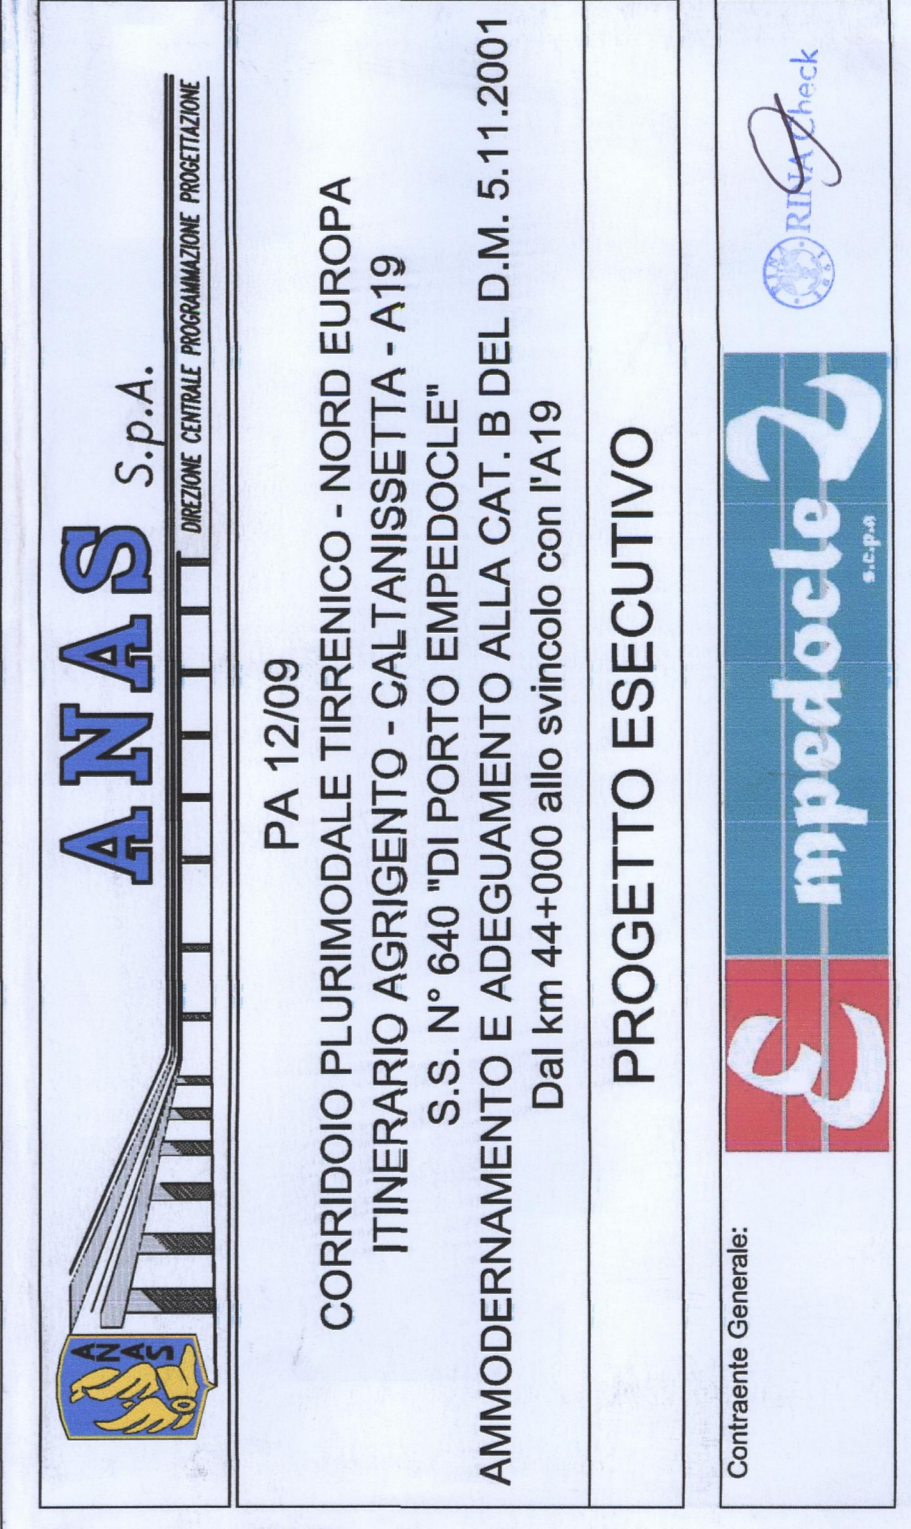 ANAS
ANAS S.p.A.
DIREZIONE CENTRALE PROGRAMMAZIONE PROGETTAZIONE
PA 12/09
CORRIDOIO PLURIMODALE TIRRENICO - NORD EUROPA
ITINERARIO AGRIGENTO - CALTANISSETTA - A19
S.S. N° 640 "DI PORTO EMPEDOCLE"
AMMODERNAMENTO E ADEGUAMENTO ALLA CAT. B DEL D.M. 5.11.2001
Dal km 44+000 allo svincolo con l'A19
PROGETTO ESECUTIVO
Contraente Generale:
Empedocle 2
s.c.p.a
RINA Check